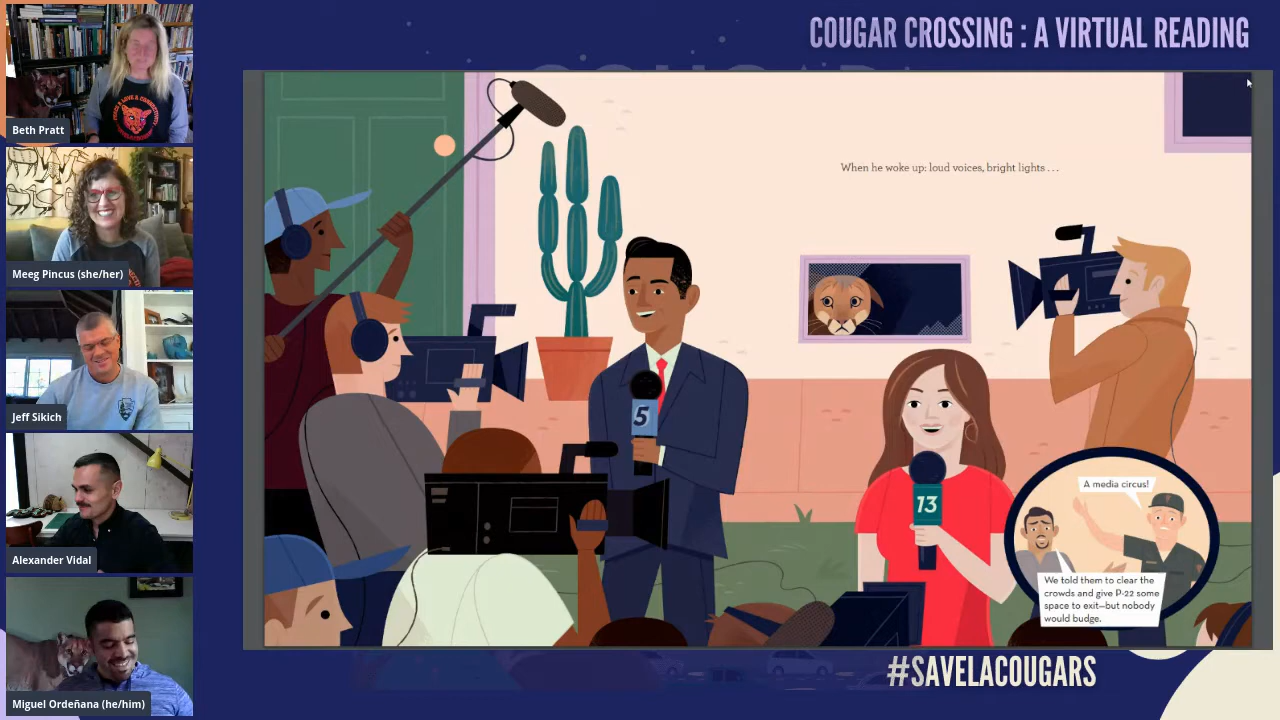 COUGAR CROSSING : A VIRTUAL READING
Beth Pratt
Meeg Pincus (she/her)
Jeff Sikich
Alexander Vidal
Miguel Ordeñana (he/him)
When he woke up: loud voices, bright lights . . .
5
13
A media circus!
We told them to clear the
crowds and give P-22 some
space to exit—but nobody
would budge.
#SAVELACOUGARS